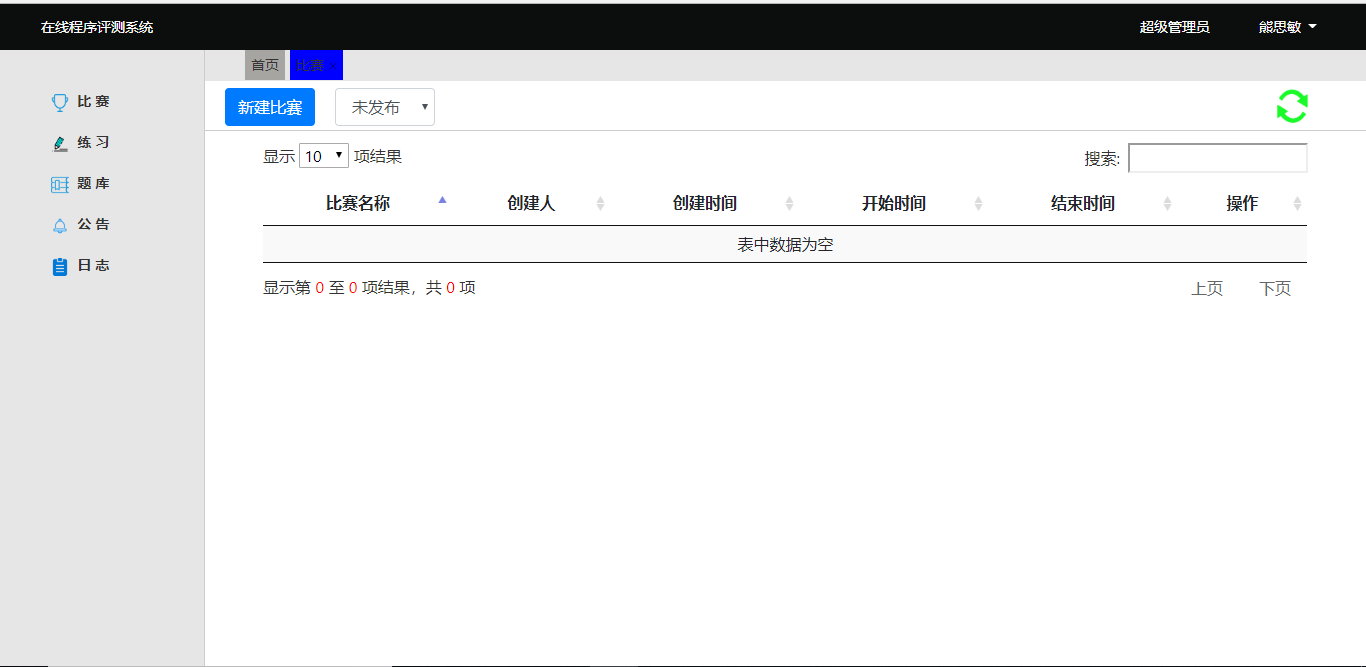 在线程序评测系统 超级管理员 熊思敏
首页 比赛
比 赛
练 习
题 库
公 告
日 志
新建比赛 未发布
显示 10 项结果 搜索:
比赛名称 创建人 创建时间 开始时间 结束时间 操作
表中数据为空
显示第 0 至 0 项结果，共 0 项 上页 下页